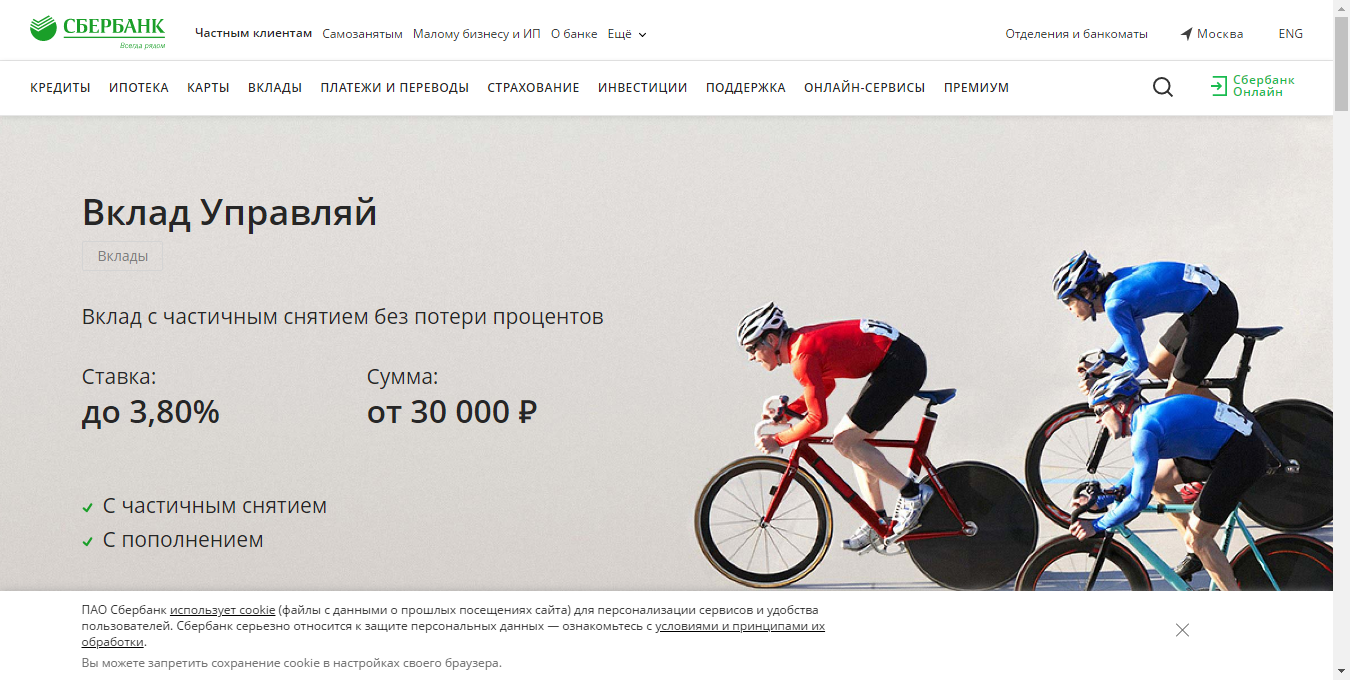 СБЕРБАНК
Всегда рядом
Частным клиентам Самозанятым Малому бизнесу и ИП О банке Ещё
Отделения и банкоматы Москва ENG
КРЕДИТЫ ИПОТЕКА КАРТЫ ВКЛАДЫ ПЛАТЕЖИ И ПЕРЕВОДЫ СТРАХОВАНИЕ ИНВЕСТИЦИИ ПОДДЕРЖКА ОНЛАЙН-СЕРВИСЫ ПРЕМИУМ
Сбербанк
Онлайн
Вклад Управляй
Вклады
Вклад с частичным снятием без потери процентов
Ставка: Сумма:
до 3,80% от 30 000 ₽
С частичным снятием
С пополнением
ПАО Сбербанк использует cookie (файлы с данными о прошлых посещениях сайта) для персонализации сервисов и удобства
пользователей. Сбербанк серьезно относится к защите персональных данных — ознакомьтесь с условиями и принципами их
обработки.
Вы можете запретить сохранение cookie в настройках своего браузера.